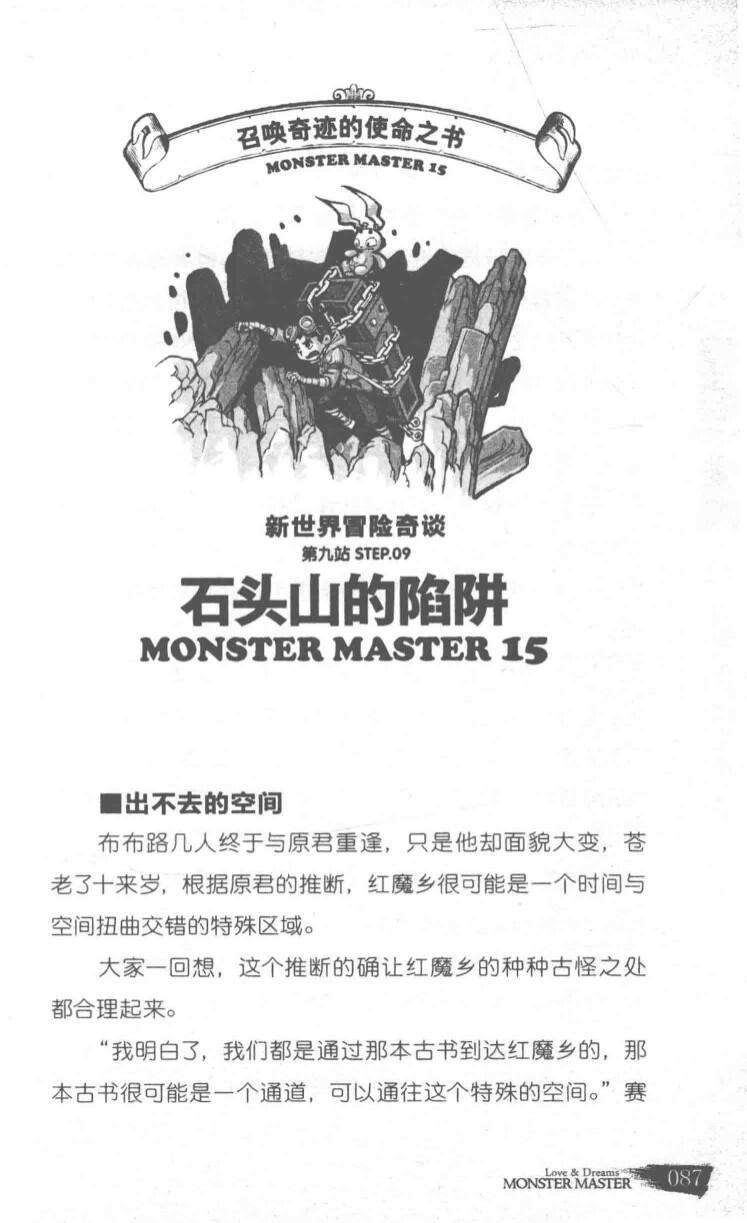 召唤奇迹的使命之书
MONSTER MASTER 15
新世界冒险奇谈
第九站 STEP.09
石头山的陷阱
MONSTER MASTER 15
■出不去的空间
布布路几人终于与原君重逢，只是他却面貌大变，苍
老了十来岁，根据原君的推断，红魔乡很可能是一个时间与
空间扭曲交错的特殊区域。
大家一回想，这个推断的确让红魔乡的种种古怪之处
都合理起来。
“我明白了，我们都是通过那本古书到达红魔乡的，那
本古书很可能是一个通道，可以通往这个特殊的空间。”赛
Love & Dreams
MONSTER MASTER 087